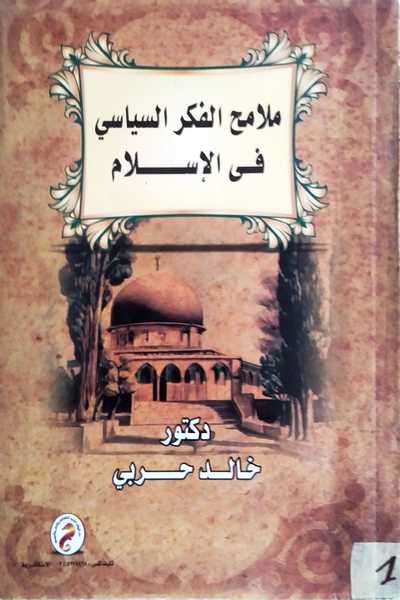 ملامح الفكر السياسي
فى الإسلام
دكتور
خالد حربي
1